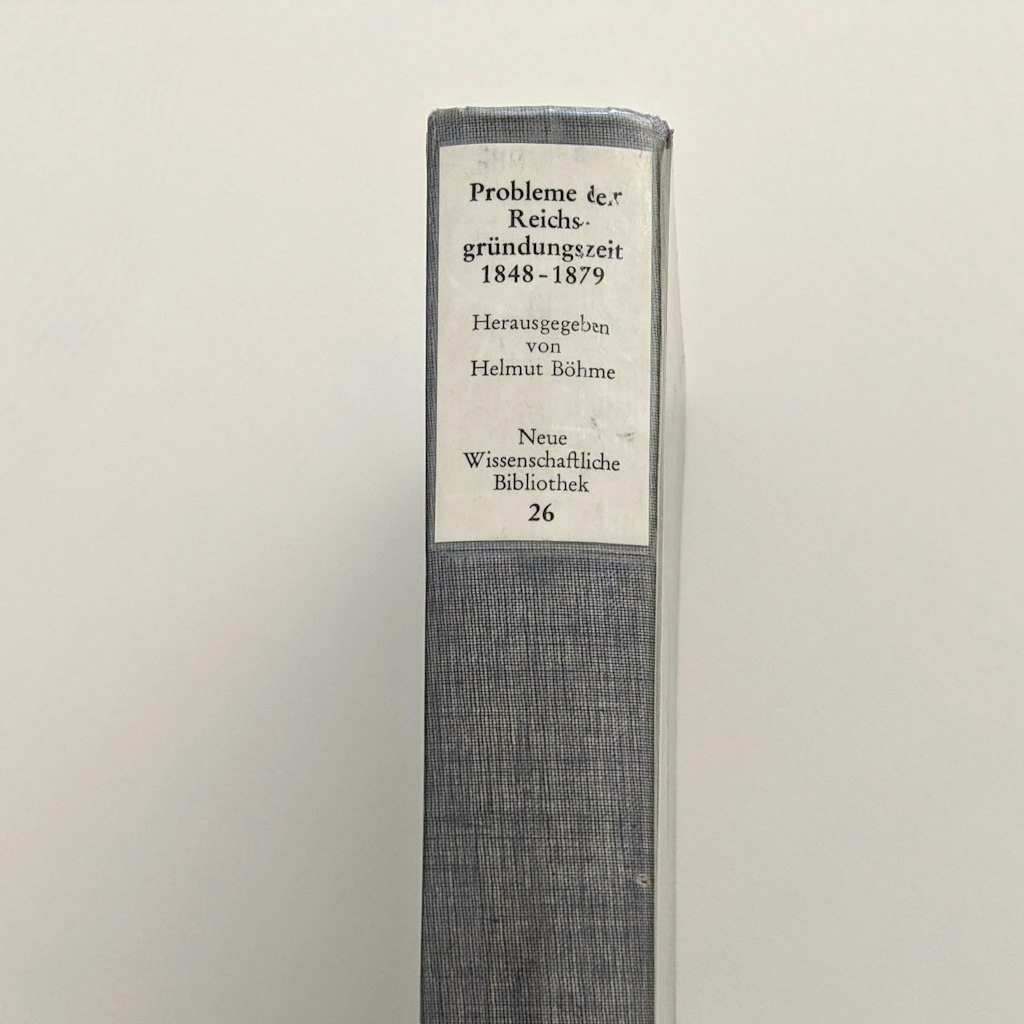 Probleme der
Reichs-
gründungszeit
1848-1879
Herausgegeben
von
Helmut Böhme
Neue
Wissenschaftliche
Bibliothek
26